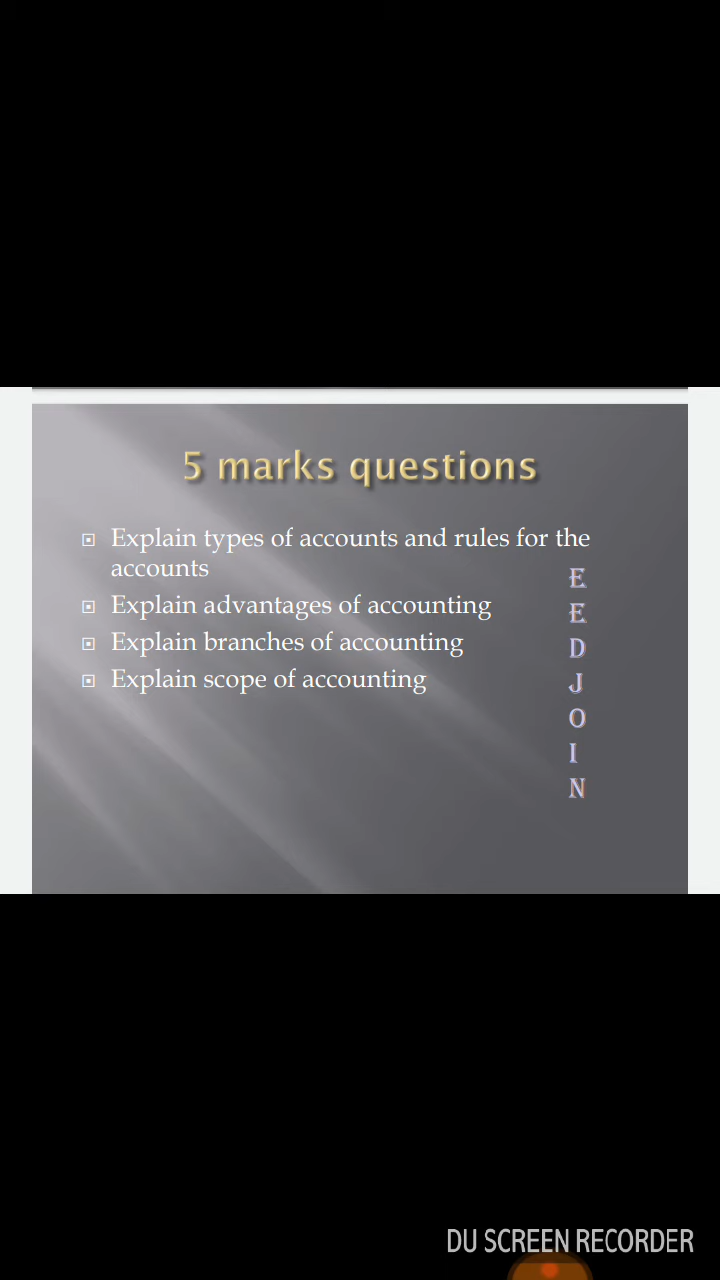 5 marks questions
Explain types of accounts and rules for the
accounts
Explain advantages of accounting
Explain branches of accounting
Explain scope of accounting
E
E
D
J
O
I
N
DU SCREEN RECORDER